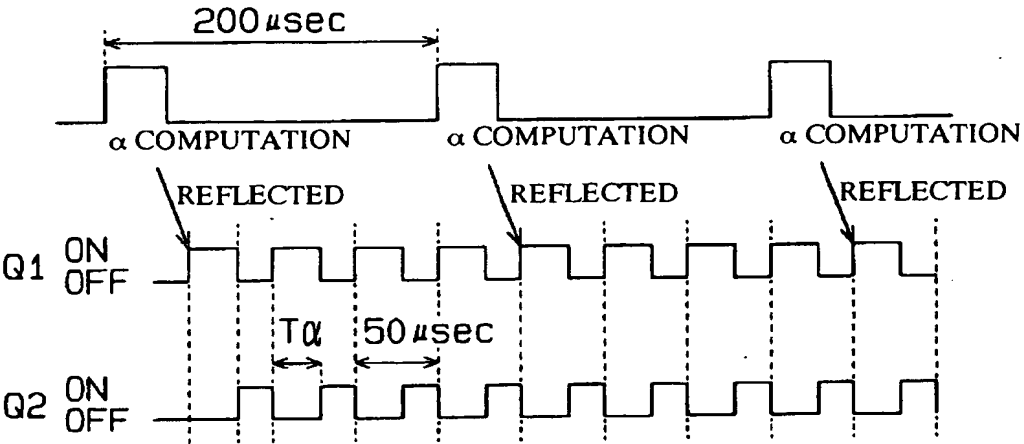 200μsec
α COMPUTATION α COMPUTATION α COMPUTATION
REFLECTED REFLECTED REFLECTED
Q1 ON
OFF
Tα 50μsec
Q2 ON
OFF